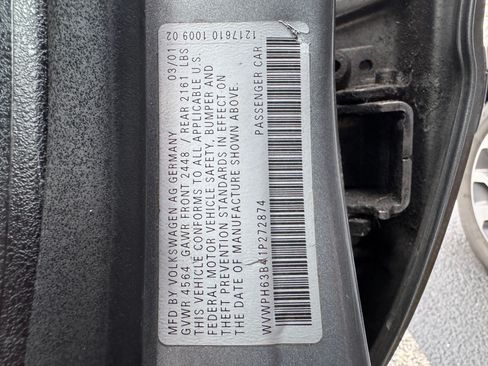 MFD BY VOLKSWAGEN AG GERMANY 03/01
GVWR 4564 GAWR FRONT 2448 / REAR 2161 LBS
THIS VEHICLE CONFORMS TO ALL APPLICABLE U.S.
FEDERAL MOTOR VEHICLE SAFETY, BUMPER AND
THEFT PREVENTION STANDARDS IN EFFECT ON
DATE OF MANUFACTURE SHOWN ABOVE.
1217610 1009 02
WVWPH63B41P272874 PASSENGER CAR